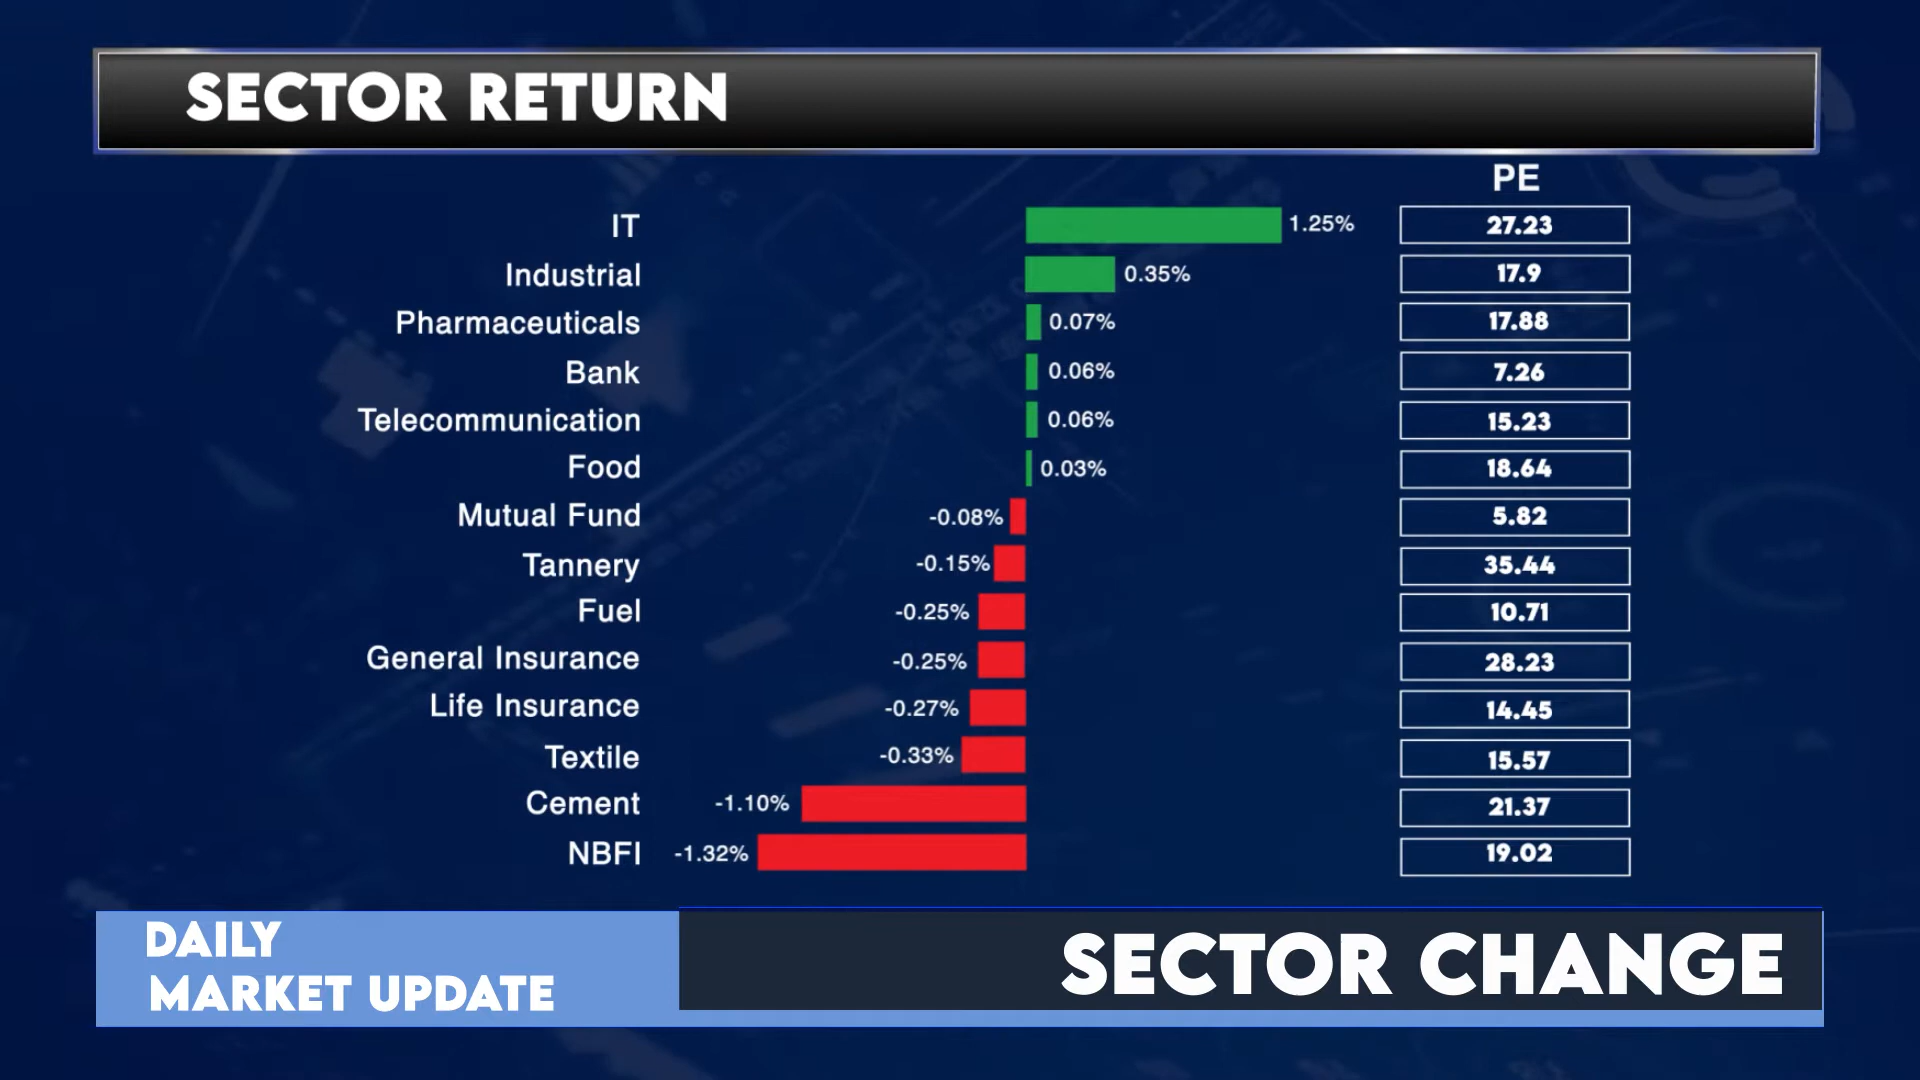 SECTOR RETURN
PE
IT 1.25% 27.23
Industrial 0.35% 17.9
Pharmaceuticals 0.07% 17.88
Bank 0.06% 7.26
Telecommunication 0.06% 15.23
Food 0.03% 18.64
Mutual Fund -0.08% 5.82
Tannery -0.15% 35.44
Fuel -0.25% 10.71
General Insurance -0.25% 28.23
Life Insurance -0.27% 14.45
Textile -0.33% 15.57
Cement -1.10% 21.37
NBFI -1.32% 19.02
DAILY
MARKET UPDATE
SECTOR CHANGE